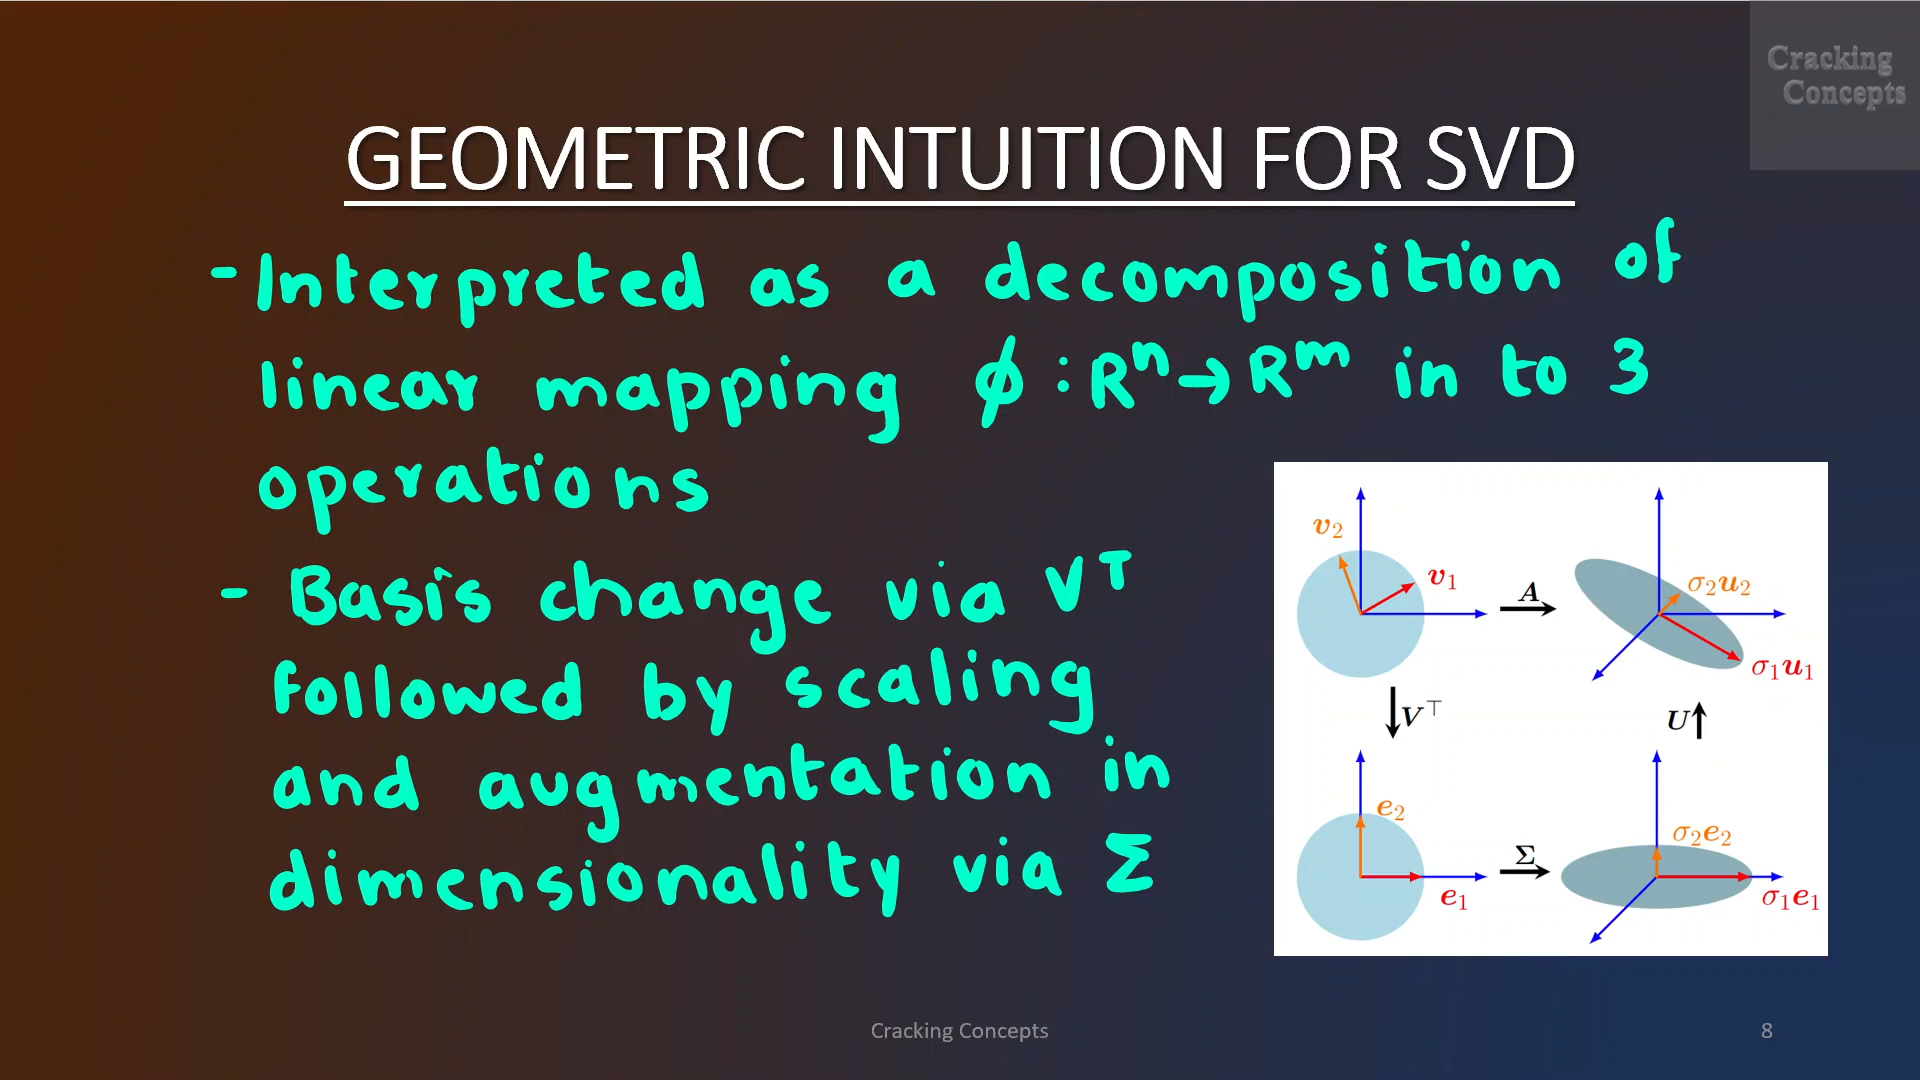 Cracking
Concepts
GEOMETRIC INTUITION FOR SVD
- Interpreted as a decomposition of
linear mapping ϕ : Rⁿ → Rᵐ in to 3
operations
- Basis change via Vᵀ
followed by scaling
and augmentation in
dimensionality via Σ
v₂
v₁
A
σ₂u₂
σ₁u₁
V⊤
U
e₂
e₁
Σ
σ₂e₂
σ₁e₁
Cracking Concepts
8